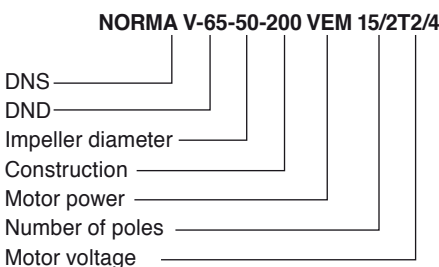 NORMA V-65-50-200 VEM 15/2T2/4
DNS
DND
Impeller diameter
Construction
Motor power
Number of poles
Motor voltage